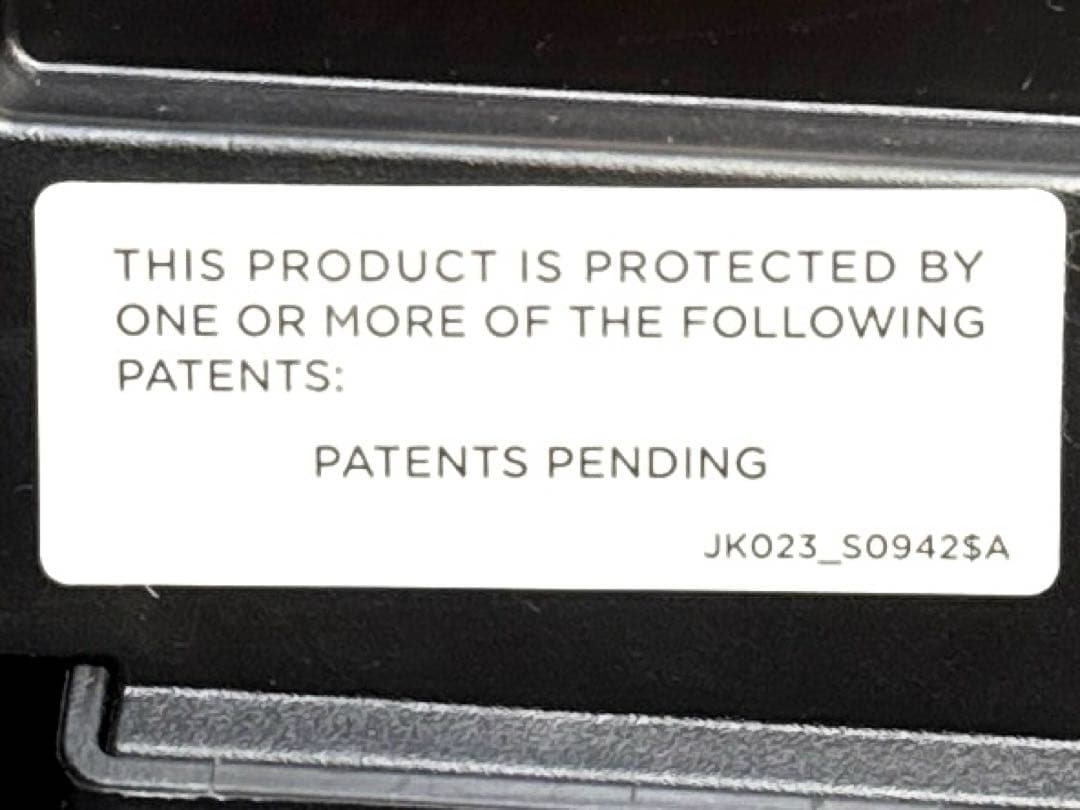 THIS PRODUCT IS PROTECTED BY
ONE OR MORE OF THE FOLLOWING
PATENTS:
PATENTS PENDING
JK023_S0942$A